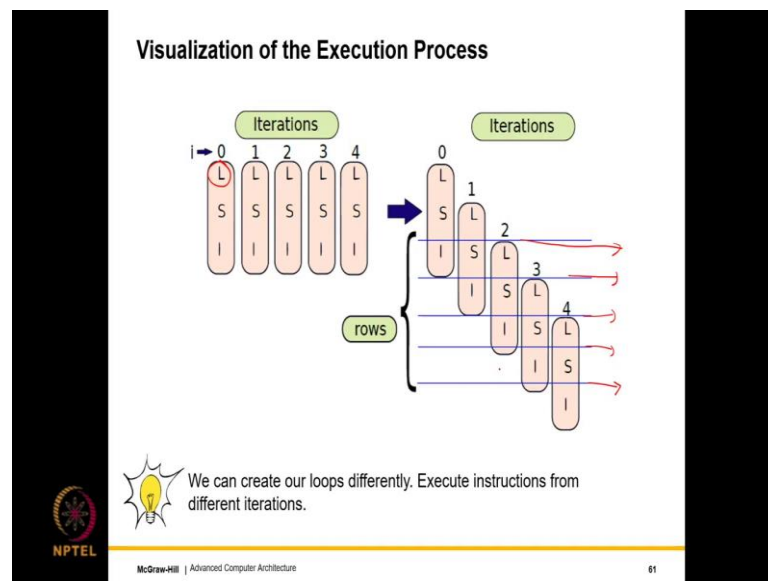 Visualization of the Execution Process
Iterations
Iterations
i 0 1 2 3 4
L L L L L
S S S S S
I I I I I
0
L
S
I
1
L
S
I
2
L
S
I
3
L
S
I
4
L
S
I
rows
We can create our loops differently. Execute instructions from
different iterations.
NPTEL
McGraw-Hill | Advanced Computer Architecture
61